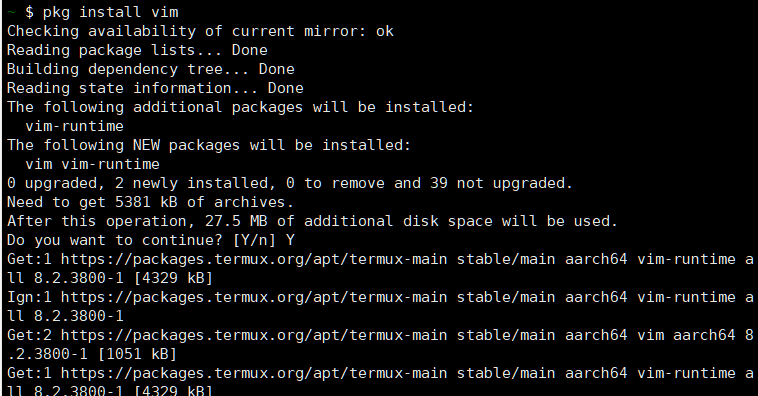 ~ $ pkg install vim
Checking availability of current mirror: ok
Reading package lists... Done
Building dependency tree... Done
Reading state information... Done
The following additional packages will be installed:
  vim-runtime
The following NEW packages will be installed:
  vim vim-runtime
0 upgraded, 2 newly installed, 0 to remove and 39 not upgraded.
Need to get 5381 kB of archives.
After this operation, 27.5 MB of additional disk space will be used.
Do you want to continue? [Y/n] Y
Get:1 https://packages.termux.org/apt/termux-main stable/main aarch64 vim-runtime a
ll 8.2.3800-1 [4329 kB]
Ign:1 https://packages.termux.org/apt/termux-main stable/main aarch64 vim-runtime a
ll 8.2.3800-1
Get:2 https://packages.termux.org/apt/termux-main stable/main aarch64 vim aarch64 8
.2.3800-1 [1051 kB]
Get:1 https://packages.termux.org/apt/termux-main stable/main aarch64 vim-runtime a
ll 8.2.3800-1 [4329 kB]